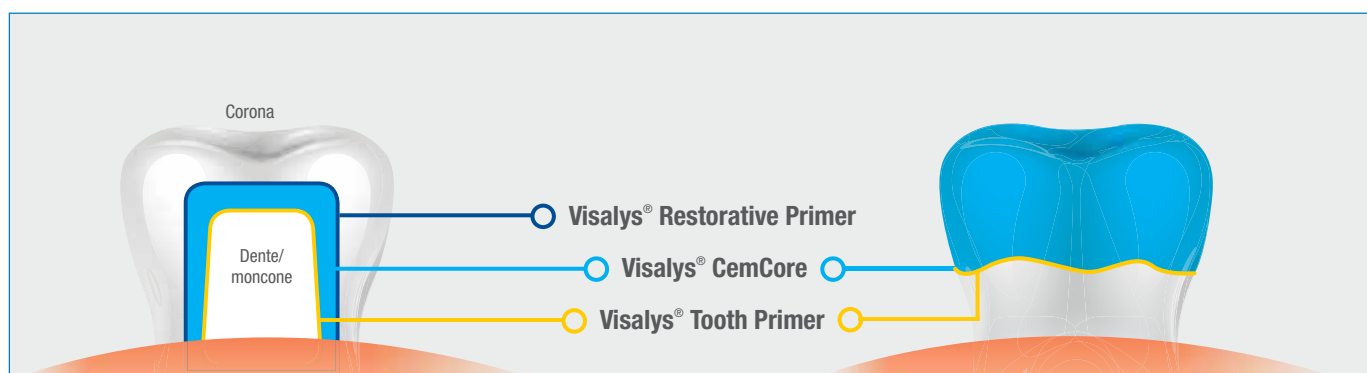 Corona
Dente/
moncone
Visalys® Restorative Primer
Visalys® CemCore
Visalys® Tooth Primer